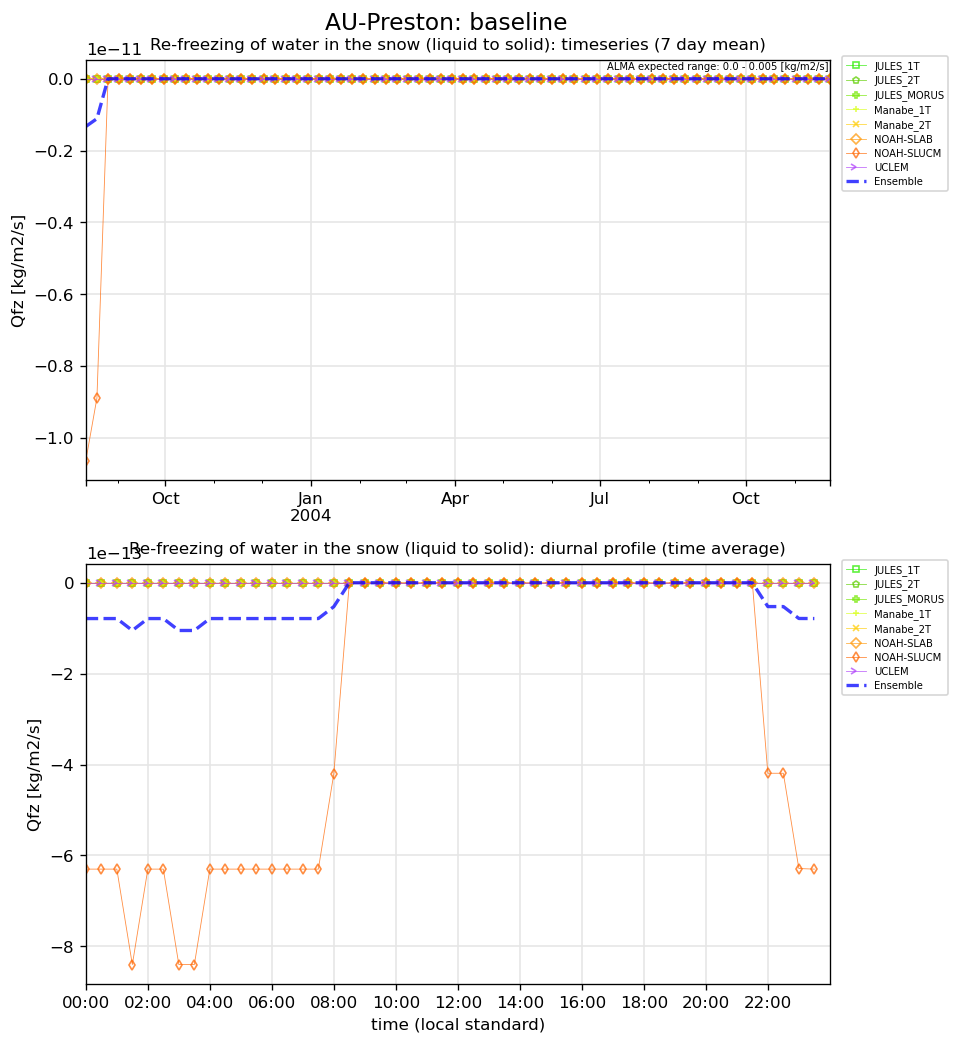 AU-Preston: baseline
1e−11
Re-freezing of water in the snow (liquid to solid): timeseries (7 day mean)
ALMA expected range: 0.0 - 0.005 [kg/m2/s]
0.0
−0.2
−0.4
−0.6
−0.8
−1.0
Qfz [kg/m2/s]
Oct
Jan
2004
Apr
Jul
Oct
JULES_1T
JULES_2T
JULES_MORUS
Manabe_1T
Manabe_2T
NOAH-SLAB
NOAH-SLUCM
UCLEM
Ensemble
1e−13
Re-freezing of water in the snow (liquid to solid): diurnal profile (time average)
0
−2
−4
−6
−8
Qfz [kg/m2/s]
00:00
02:00
04:00
06:00
08:00
10:00
12:00
14:00
16:00
18:00
20:00
22:00
time (local standard)
JULES_1T
JULES_2T
JULES_MORUS
Manabe_1T
Manabe_2T
NOAH-SLAB
NOAH-SLUCM
UCLEM
Ensemble